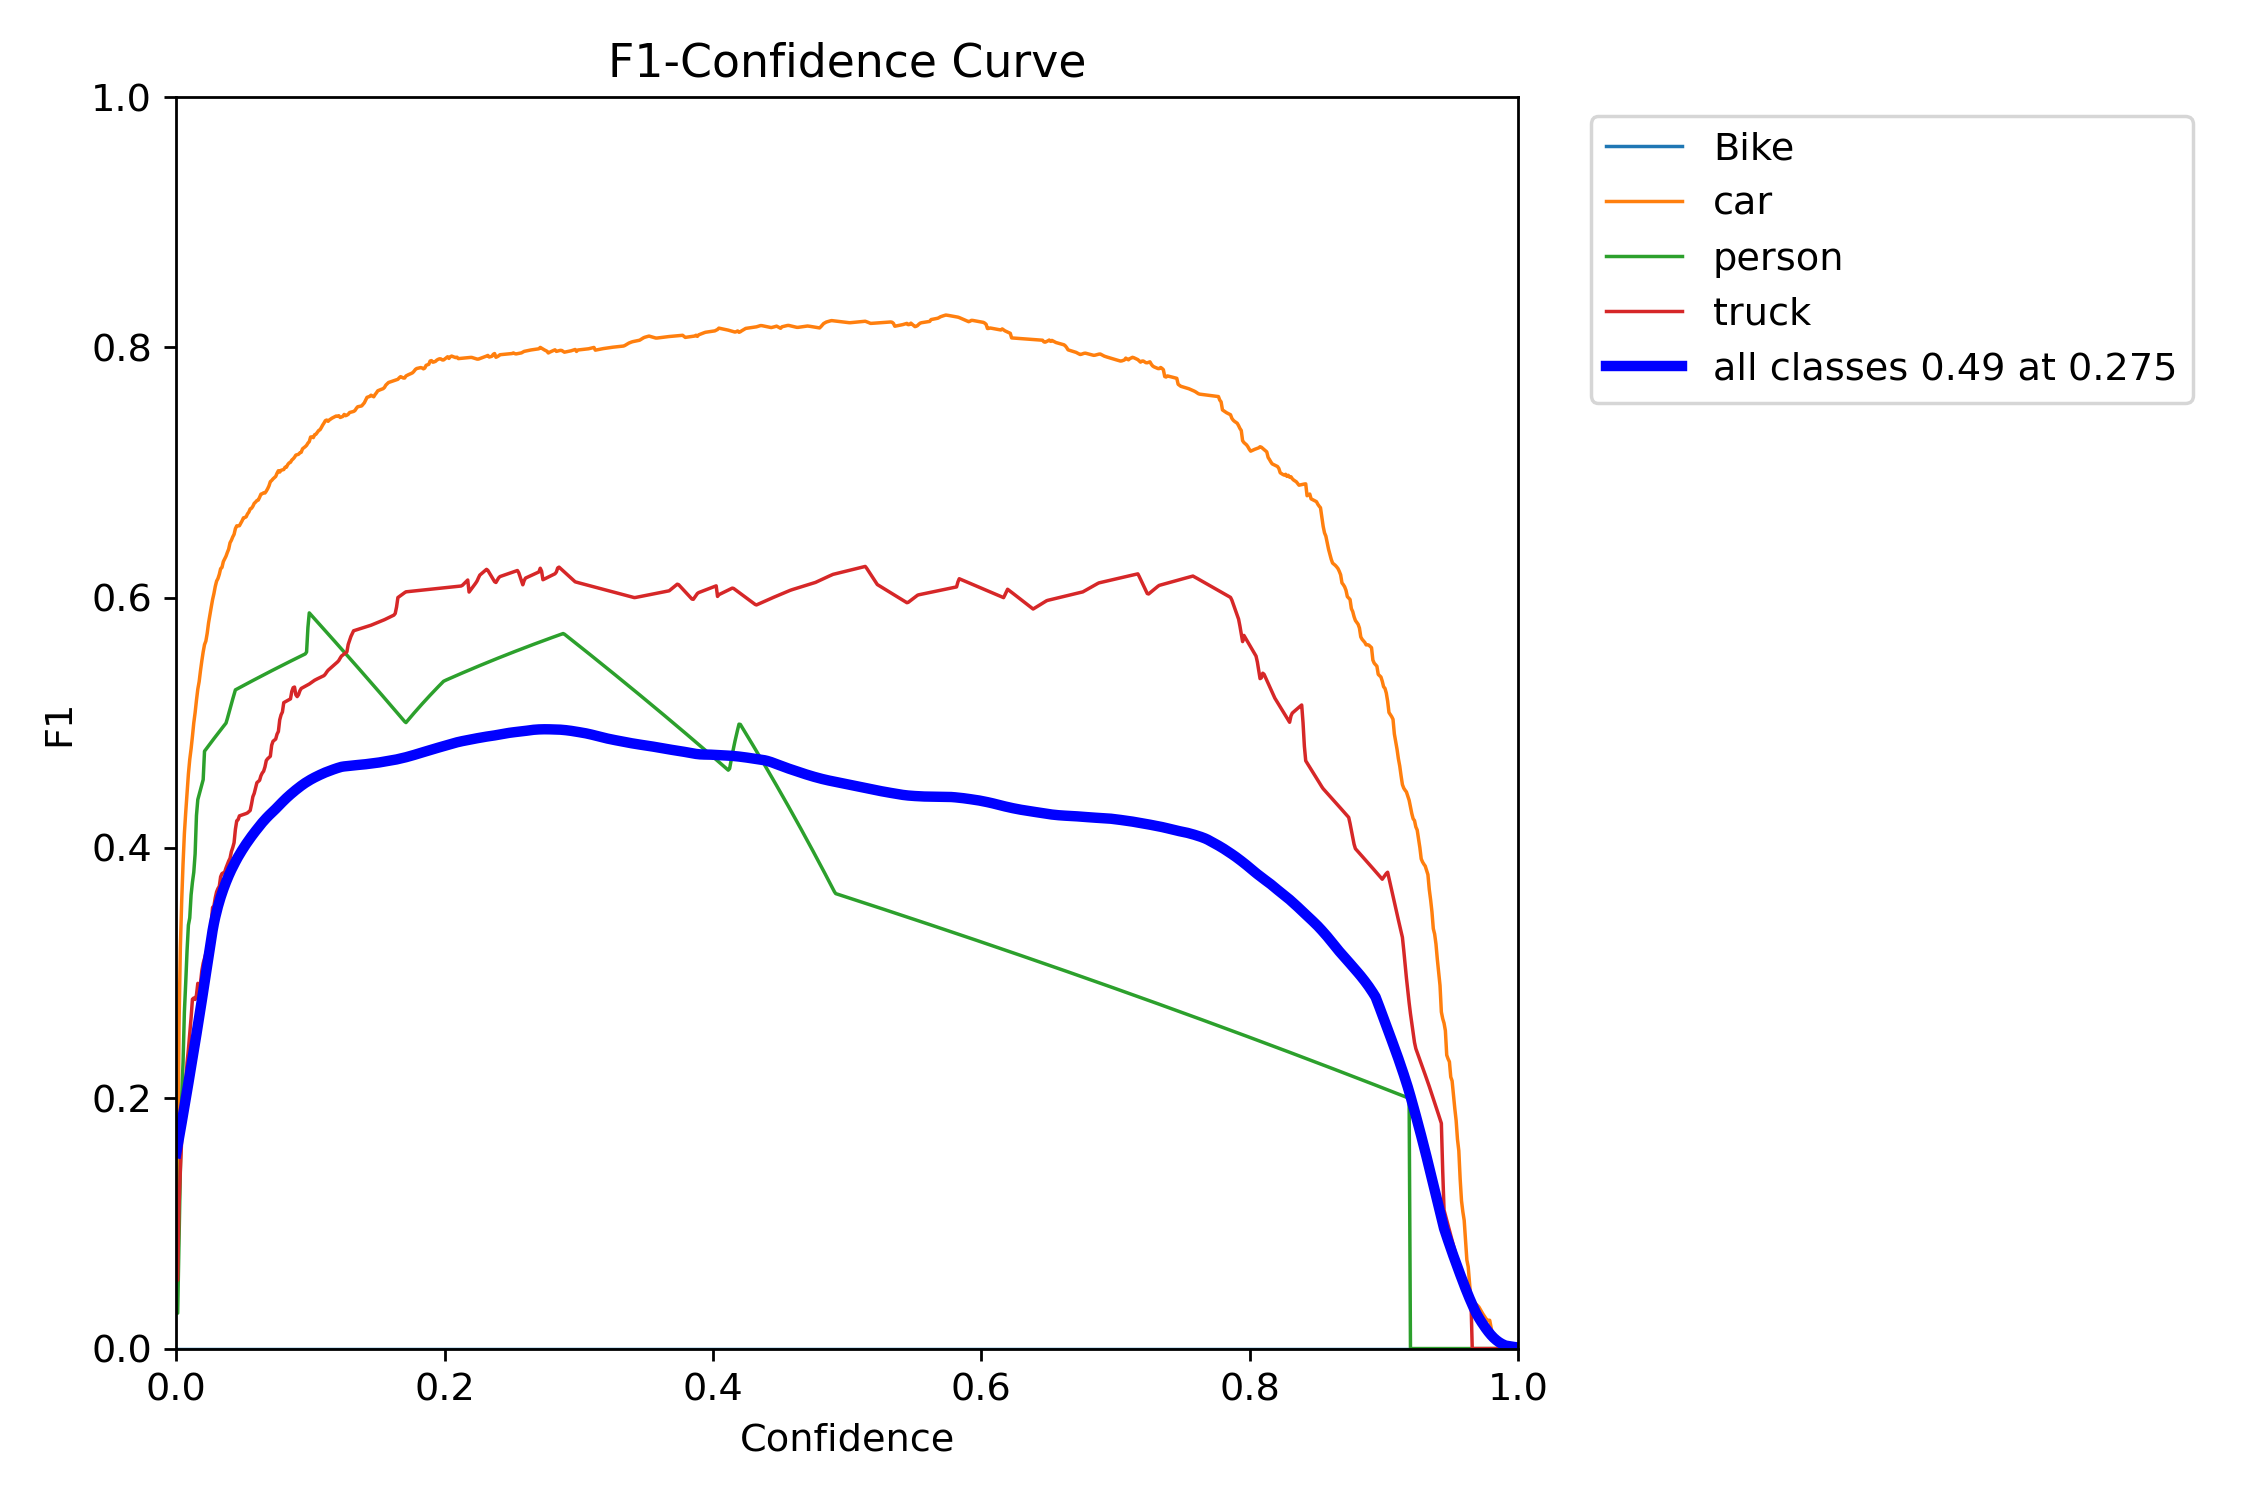 F1-Confidence Curve
1.0
0.8
0.6
0.4
0.2
0.0
F1
0.0 0.2 0.4 0.6 0.8 1.0
Confidence
Bike
car
person
truck
all classes 0.49 at 0.275